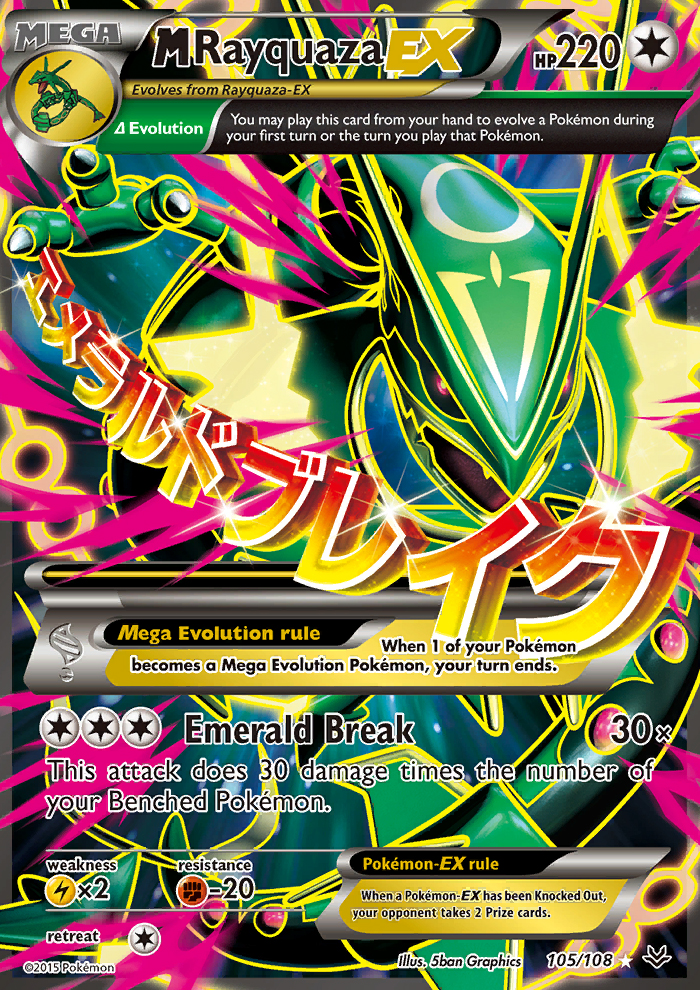 MEGA
M Rayquaza EX
HP220
Evolves from Rayquaza-EX
Δ Evolution
You may play this card from your hand to evolve a Pokémon during
your first turn or the turn you play that Pokémon.
エメラルドブレイク
Mega Evolution rule
When 1 of your Pokémon
becomes a Mega Evolution Pokémon, your turn ends.
Emerald Break 30×
This attack does 30 damage times the number of
your Benched Pokémon.
weakness
×2
resistance
-20
retreat
Pokémon-EX rule
When a Pokémon-EX has been Knocked Out,
your opponent takes 2 Prize cards.
©2015 Pokémon
Illus. 5ban Graphics
105/108